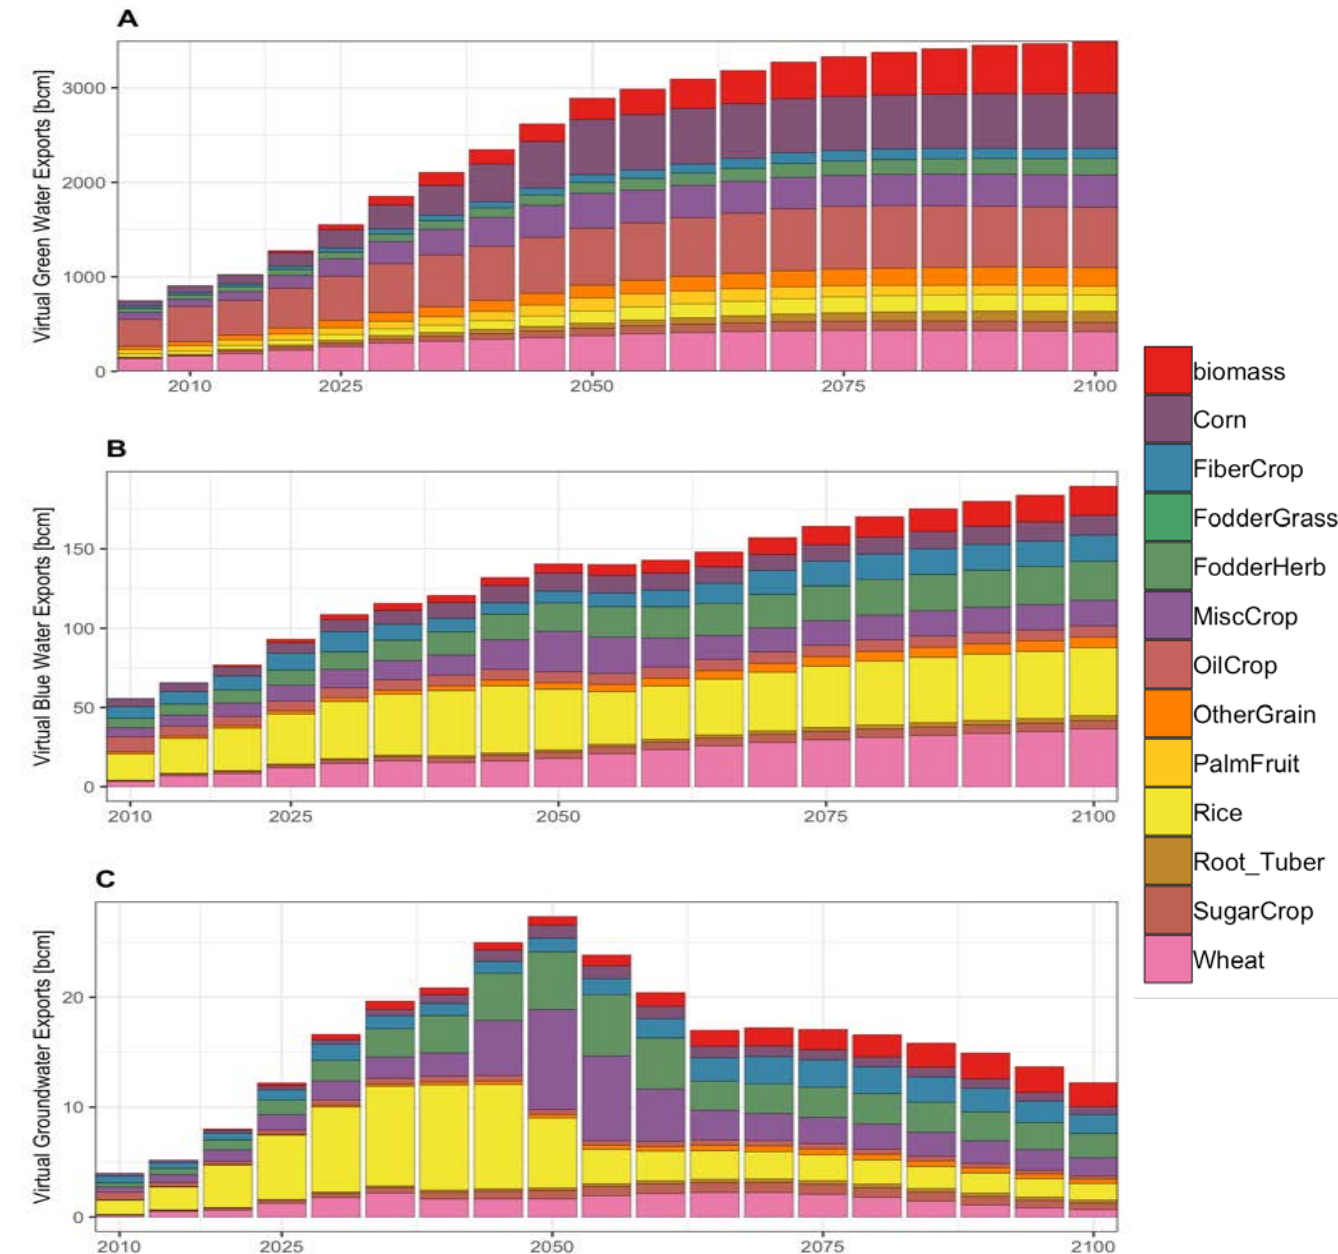 A
Virtual Green Water Exports [bcm]
3000
2000
1000
0
2010 2025 2050 2075 2100
B
Virtual Blue Water Exports [bcm]
150
100
50
0
2010 2025 2050 2075 2100
C
Virtual Groundwater Exports [bcm]
20
10
0
2010 2025 2050 2075 2100
biomass
Corn
FiberCrop
FodderGrass
FodderHerb
MiscCrop
OilCrop
OtherGrain
PalmFruit
Rice
Root_Tuber
SugarCrop
Wheat